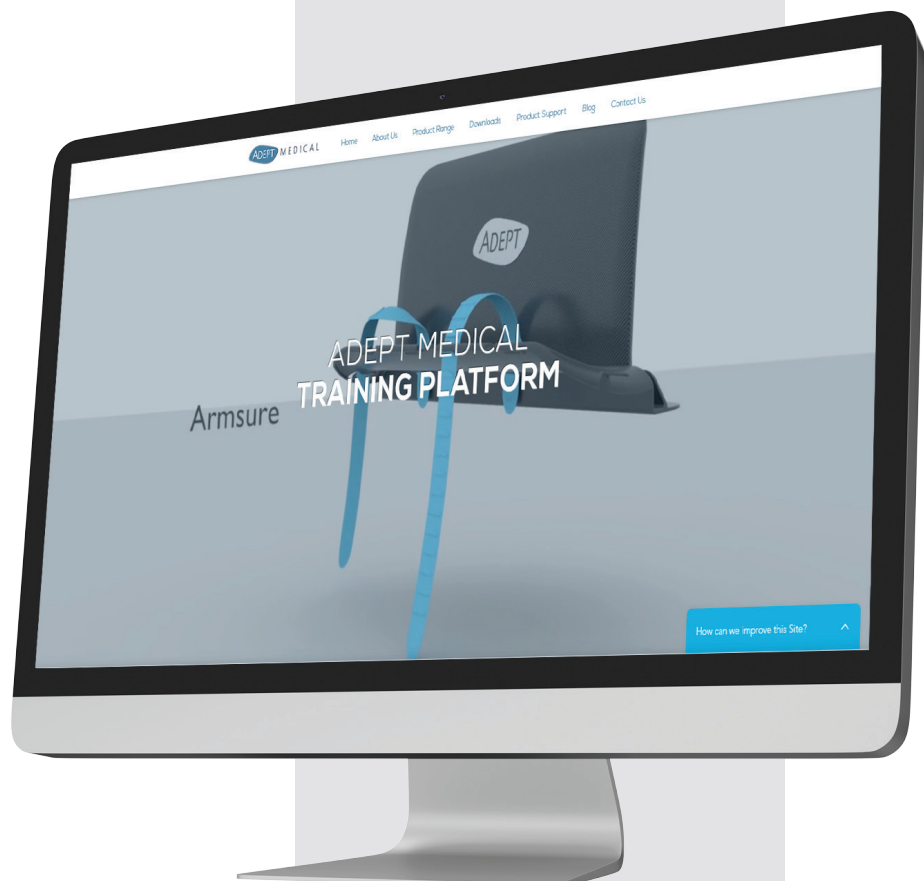 ADEPT MEDICAL
Home About Us Product Range Downloads Product Support Blog Contact Us
ADEPT
ADEPT MEDICAL
TRAINING PLATFORM
Armsure
How can we improve this Site?